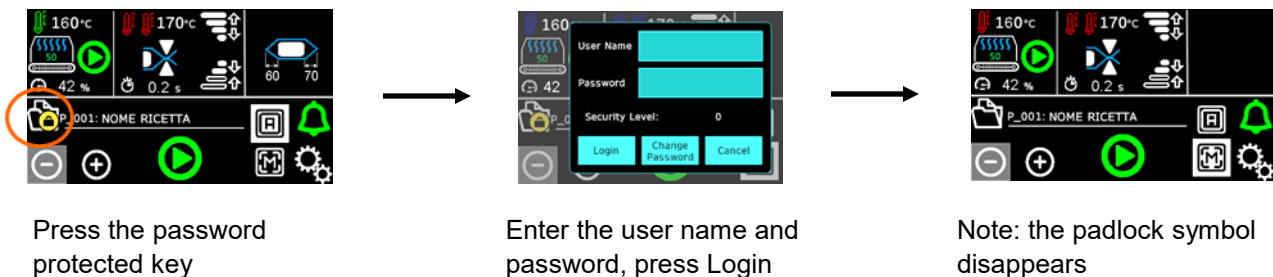 160°c
170°c
50
42 %
0.2 s
60 70
P_001: NOME RICETTA
A
M
160
170°c
User Name
50
Password
42
Security Level: 0
Login
Change Password
Cancel
160°c
170°c
50
42 %
0.2 s
P_001: NOME RICETTA
A
M
Press the password
protected key
Enter the user name and
password, press Login
Note: the padlock symbol
disappears